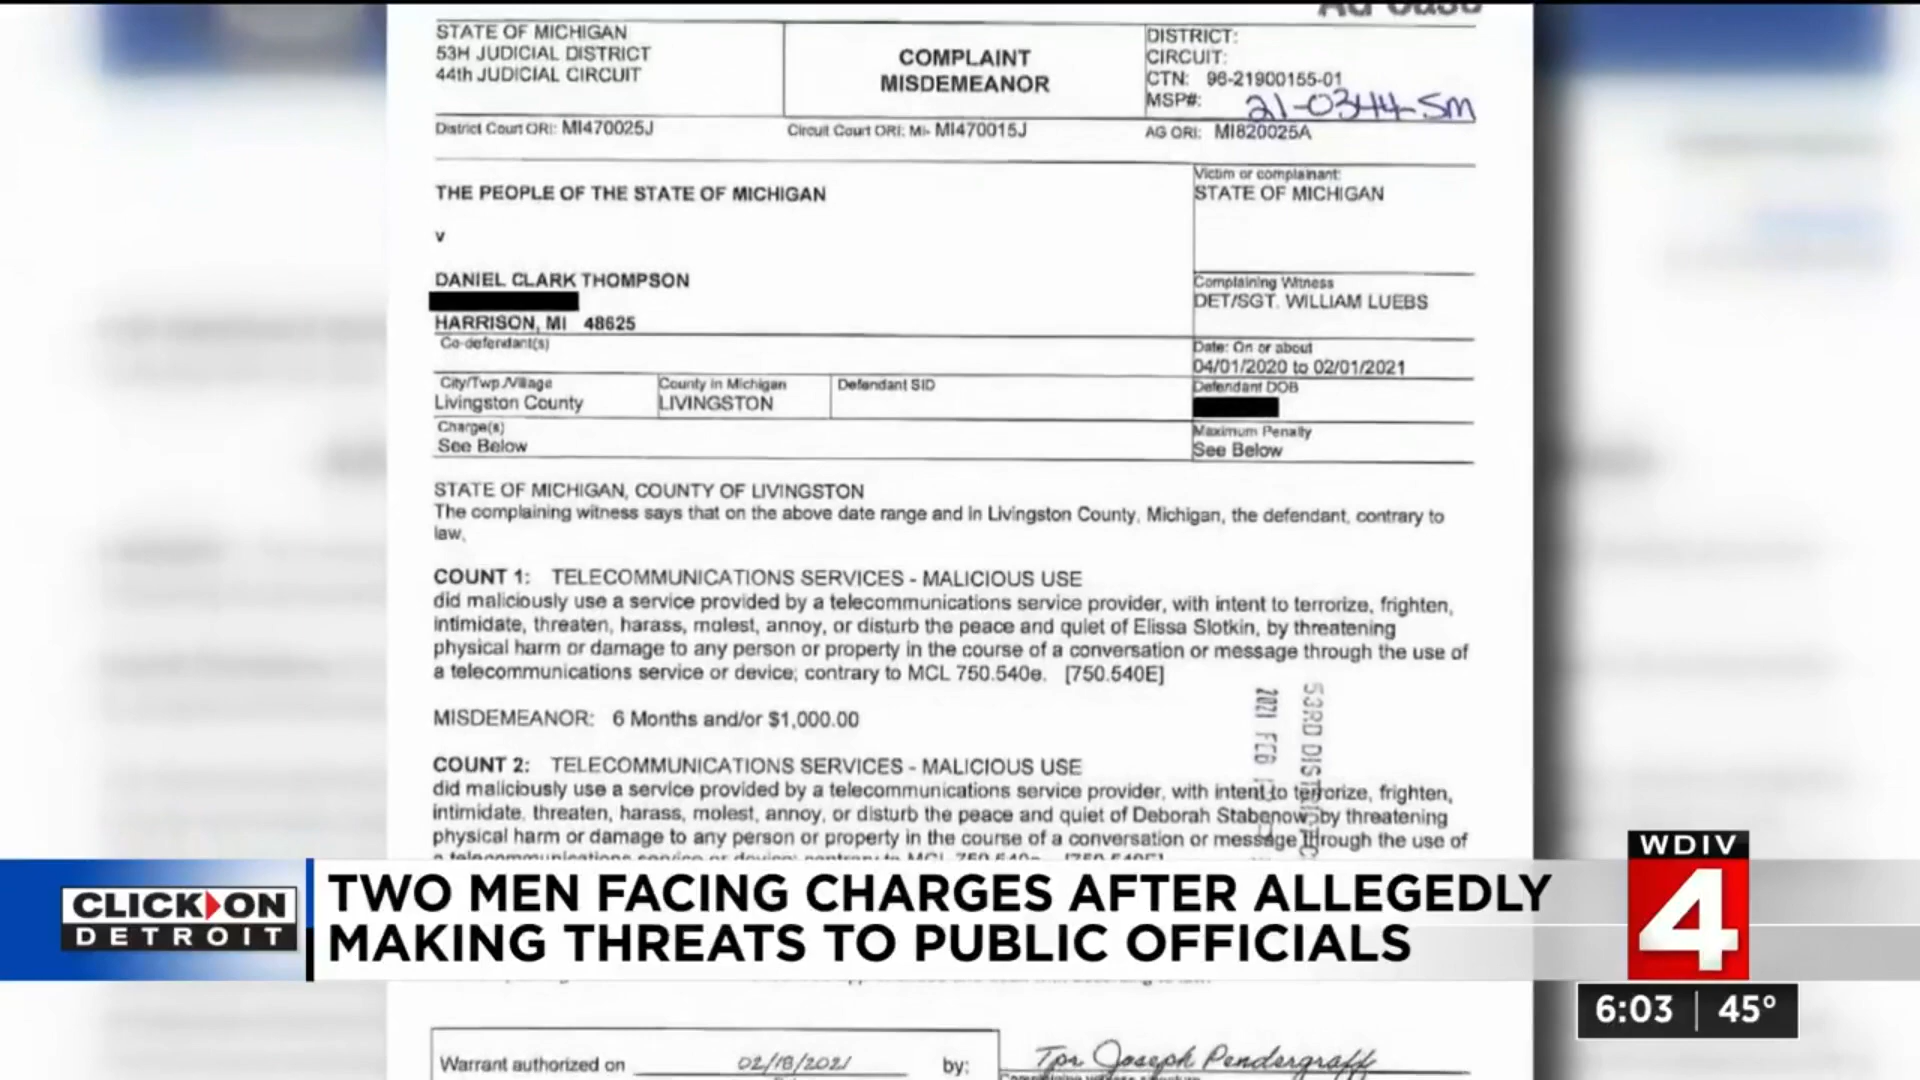 STATE OF MICHIGAN
53H JUDICIAL DISTRICT
44th JUDICIAL CIRCUIT
COMPLAINT
MISDEMEANOR
DISTRICT:
CIRCUIT:
CTN: 96-21900155-01
MSP#: 21-0344-SM
District Court ORI: MI470025J
Circuit Court ORI: MI- MI470015J
AG ORI: MI820025A
THE PEOPLE OF THE STATE OF MICHIGAN
v
DANIEL CLARK THOMPSON
HARRISON, MI 48625
Victim or complainant:
STATE OF MICHIGAN
Complaining Witness
DET/SGT. WILLIAM LUEBS
Co-defendant(s)
Date: On or about
04/01/2020 to 02/01/2021
City/Twp./Village
Livingston County
County in Michigan
LIVINGSTON
Defendant SID
Defendant DOB
Charge(s)
See Below
Maximum Penalty
See Below
STATE OF MICHIGAN, COUNTY OF LIVINGSTON
The complaining witness says that on the above date range and in Livingston County, Michigan, the defendant, contrary to
law,
COUNT 1: TELECOMMUNICATIONS SERVICES - MALICIOUS USE
did maliciously use a service provided by a telecommunications service provider, with intent to terrorize, frighten,
intimidate, threaten, harass, molest, annoy, or disturb the peace and quiet of Elissa Slotkin, by threatening
physical harm or damage to any person or property in the course of a conversation or message through the use of
a telecommunications service or device; contrary to MCL 750.540e. [750.540E]
MISDEMEANOR: 6 Months and/or $1,000.00
COUNT 2: TELECOMMUNICATIONS SERVICES - MALICIOUS USE
did maliciously use a service provided by a telecommunications service provider, with intent to terrorize, frighten,
intimidate, threaten, harass, molest, annoy, or disturb the peace and quiet of Deborah Stabenow, by threatening
physical harm or damage to any person or property in the course of a conversation or message through the use of
a telecommunications service or device; contrary to MCL 750.540e. [750.540E]
53RD DISTRICT
2021 FEB
CLICK ON
DETROIT
TWO MEN FACING CHARGES AFTER ALLEGEDLY
MAKING THREATS TO PUBLIC OFFICIALS
WDIV
4
6:03 45°
Warrant authorized on 02/18/2021 by: Tpr Joseph Pendergraff